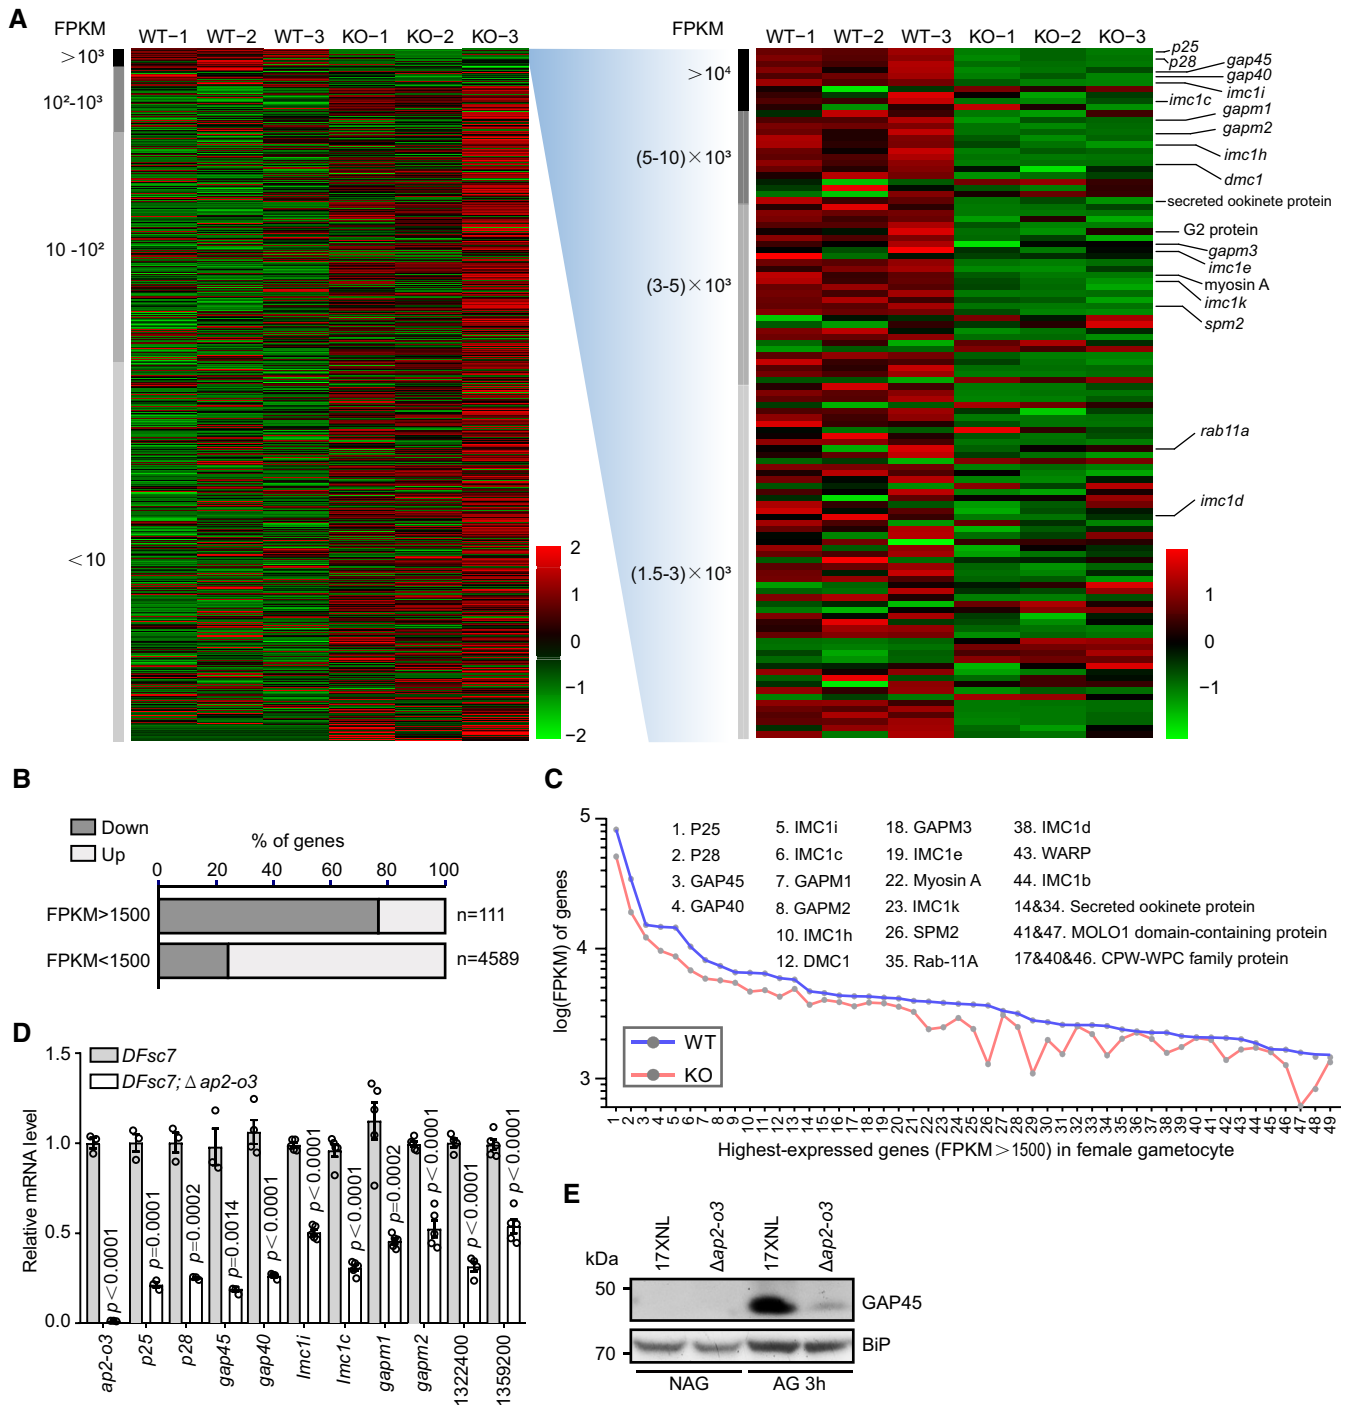 A
FPKM
WT−1 WT−2 WT−3 KO−1 KO−2 KO−3
>10³
10²-10³
10 -10²
<10
2
1
0
−1
−2
FPKM
WT−1 WT−2 WT−3 KO−1 KO−2 KO−3
>10⁴
(5-10)×10³
(3-5)×10³
(1.5-3)×10³
p25
p28
gap45
gap40
imc1i
imc1c
gapm1
gapm2
imc1h
dmc1
secreted ookinete protein
G2 protein
gapm3
imc1e
myosin A
imc1k
spm2
rab11a
imc1d
1
0
−1
B
Down
Up
% of genes
0 20 40 60 80 100
FPKM>1500 n=111
FPKM<1500 n=4589
C
log(FPKM) of genes
5
4
3
1. P25
2. P28
3. GAP45
4. GAP40
5. IMC1i
6. IMC1c
7. GAPM1
8. GAPM2
10. IMC1h
12. DMC1
18. GAPM3
19. IMC1e
22. Myosin A
23. IMC1k
26. SPM2
35. Rab-11A
38. IMC1d
43. WARP
44. IMC1b
14&34. Secreted ookinete protein
41&47. MOLO1 domain-containing protein
17&40&46. CPW-WPC family protein
WT
KO
1 2 3 4 5 6 7 8 9 10 11 12 13 14 15 16 17 18 19 20 21 22 23 24 25 26 27 28 29 30 31 32 33 34 35 36 37 38 39 40 41 42 43 44 45 46 47 48 49
Highest-expressed genes (FPKM>1500) in female gametocyte
D
Relative mRNA level
1.5
1.0
0.5
0.0
DFsc7
DFsc7; Δ ap2-o3
p<0.0001
p=0.0001
p=0.0002
p=0.0014
p<0.0001
p<0.0001
p<0.0001
p=0.0002
p<0.0001
p<0.0001
p<0.0001
ap2-o3
p25
p28
gap45
gap40
Imc1i
Imc1c
gapm1
gapm2
1322400
1359200
E
17XNL Δap2-o3 17XNL Δap2-o3
kDa
50
GAP45
70
BiP
NAG AG 3h